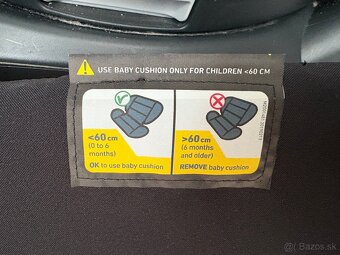 USE BABY CUSHION ONLY FOR CHILDREN <60 CM
<60 cm
(0 to 6
months)
OK to use baby cushion
>60 cm
(6 months
and older)
REMOVE baby cushion
Bazos.sk